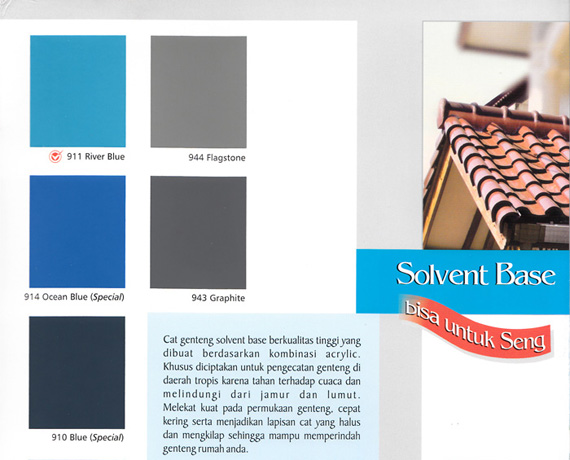 911 River Blue
944 Flagstone
914 Ocean Blue (Special)
943 Graphite
910 Blue (Special)
Solvent Base
bisa untuk Seng
Cat genteng solvent base berkualitas tinggi yang
dibuat berdasarkan kombinasi acrylic.
Khusus diciptakan untuk pengecatan genteng di
daerah tropis karena tahan terhadap cuaca dan
melindungi dari jamur dan lumut.
Melekat kuat pada permukaan genteng, cepat
kering serta menjadikan lapisan cat yang halus
dan mengkilap sehingga mampu memperindah
genteng rumah anda.